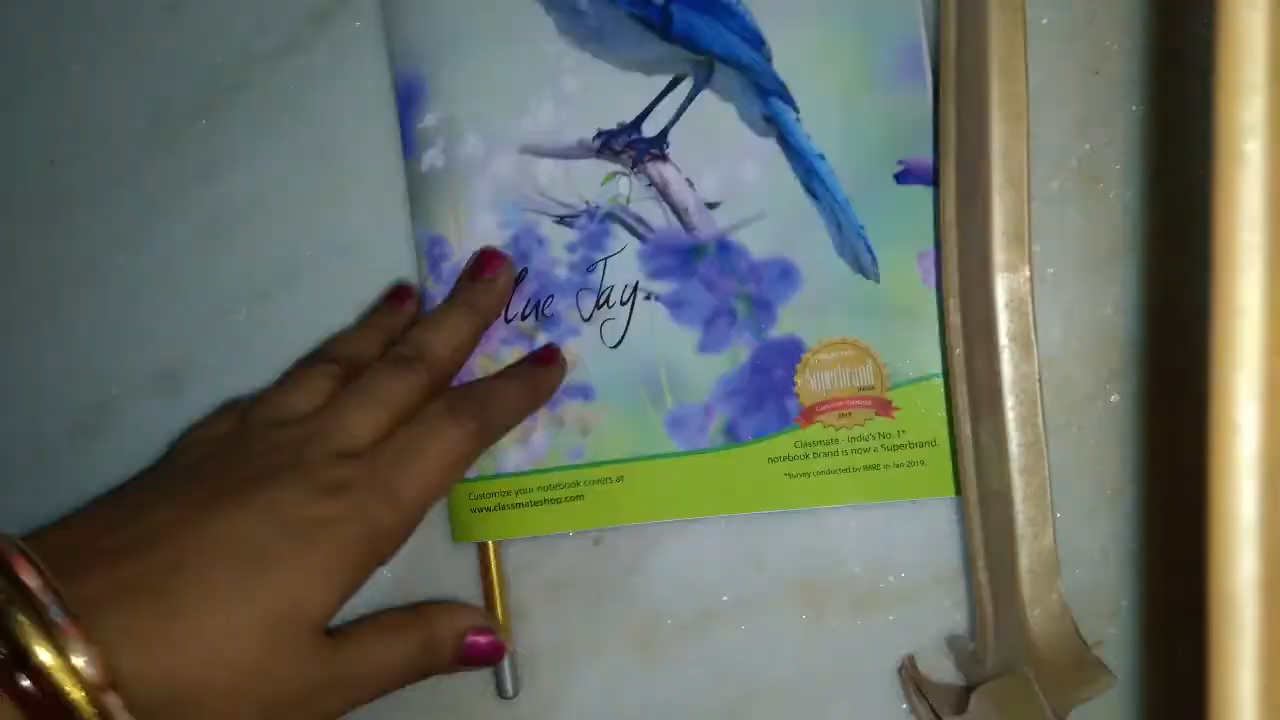 lue Jay
Superbrand
INDIA
2019
Classmate - India's No. 1*
notebook brand is now a Superbrand.
*Survey conducted by IMRB in Jan 2019.
Customize your notebook covers at
www.classmateshop.com